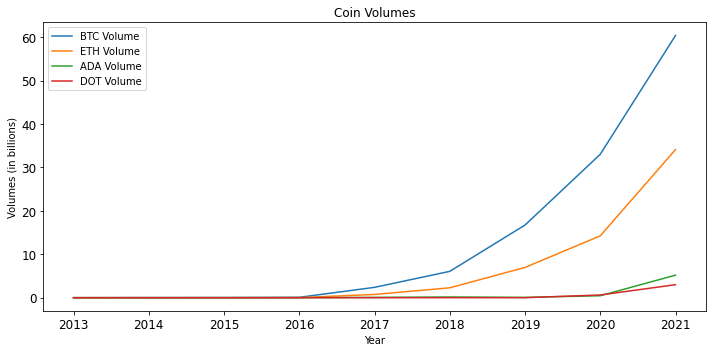 Coin Volumes
BTC Volume
ETH Volume
ADA Volume
DOT Volume
Volumes (in billions)
60
50
40
30
20
10
0
2013 2014 2015 2016 2017 2018 2019 2020 2021
Year